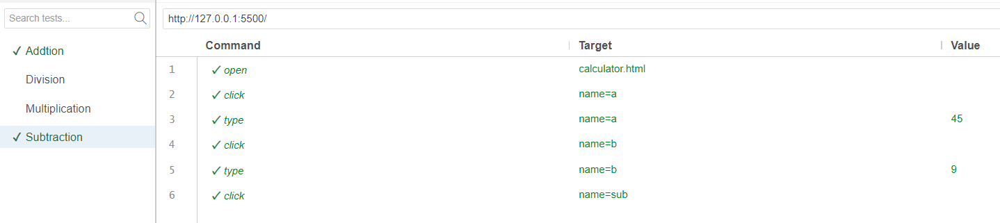 Search tests...
http://127.0.0.1:5500/
✓ Addtion
Division
Multiplication
✓ Subtraction
Command Target Value
1 ✓ open calculator.html
2 ✓ click name=a
3 ✓ type name=a 45
4 ✓ click name=b
5 ✓ type name=b 9
6 ✓ click name=sub